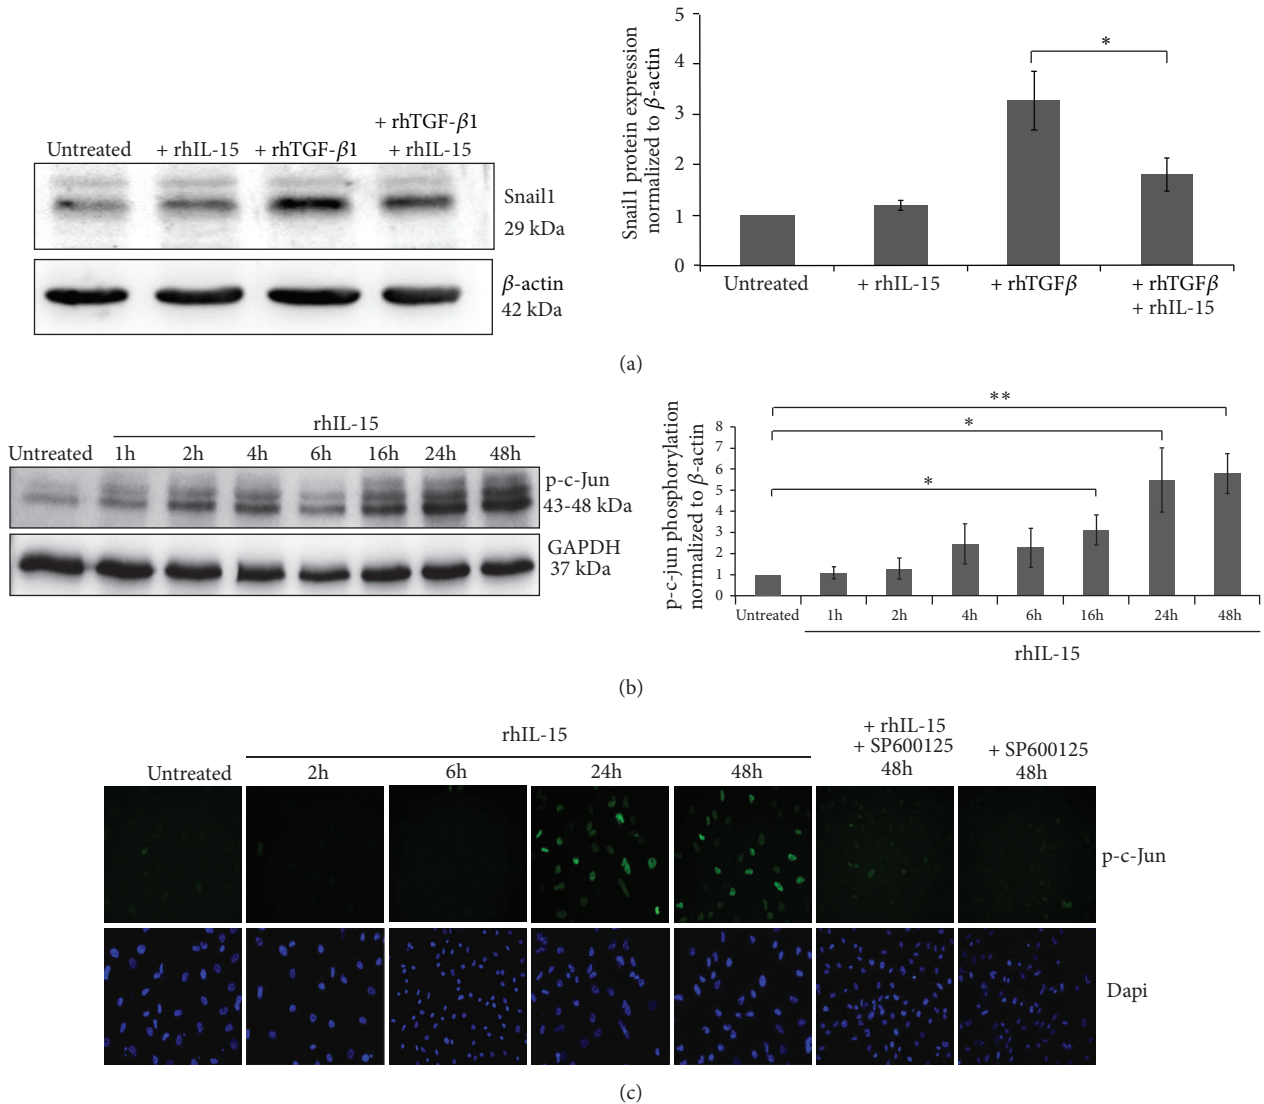 + rhTGF-β1
Untreated + rhIL-15 + rhTGF-β1 + rhIL-15
Snail1
29 kDa
β-actin
42 kDa
Snail1 protein expression
normalized to β-actin
5
4
3
2
1
0
*
Untreated + rhIL-15 + rhTGFβ + rhTGFβ
+ rhIL-15
(a)
rhIL-15
Untreated 1h 2h 4h 6h 16h 24h 48h
p-c-Jun
43-48 kDa
GAPDH
37 kDa
p-c-jun phosphorylation
normalized to β-actin
8
7
6
5
4
3
2
1
0
**
*
*
Untreated 1h 2h 4h 6h 16h 24h 48h
rhIL-15
(b)
rhIL-15
+ rhIL-15
+ SP600125
48h
+ SP600125
48h
Untreated 2h 6h 24h 48h
p-c-Jun
Dapi
(c)